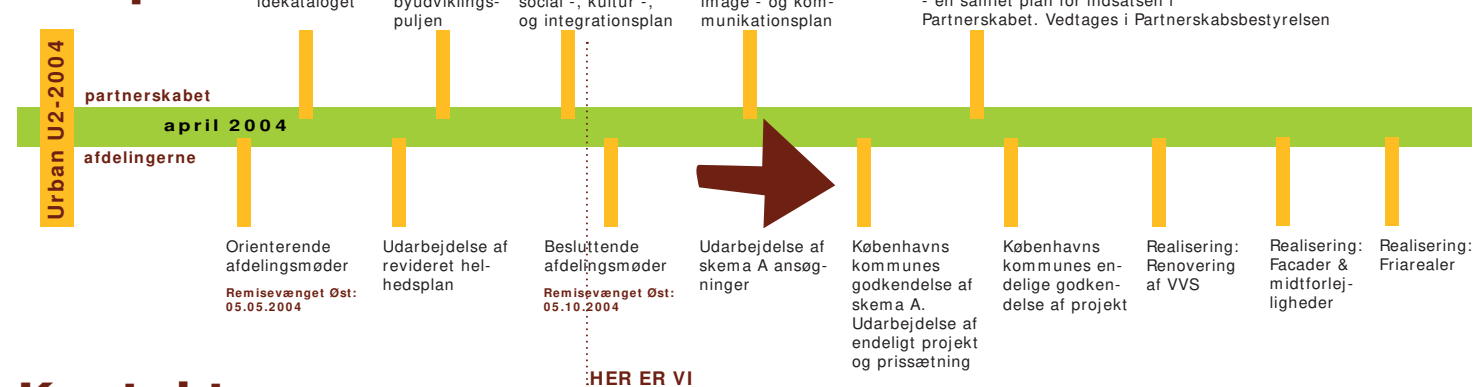 idékataloget
byudviklings-
puljen
social -, kultur -,
og integrationsplan
image - og kom-
munikationsplan
- en samlet plan for indsatsen i
Partnerskabet. Vedtages i Partnerskabsbestyrelsen
Urban U2-2004
partnerskabet
april 2004
afdelingerne
Orienterende
afdelingsmøder
Remisevænget Øst:
05.05.2004
Udarbejdelse af
revideret hel-
hedsplan
Besluttende
afdelingsmøder
Remisevænget Øst:
05.10.2004
Udarbejdelse af
skema A ansøg-
ninger
Københavns
kommunes
godkendelse af
skema A.
Udarbejdelse af
endeligt projekt
og prissætning
Københavns
kommunes en-
delige godken-
delse af projekt
Realisering:
Renovering
af VVS
Realisering:
Facader &
midtforlej-
ligheder
Realisering:
Friarealer
HER ER VI